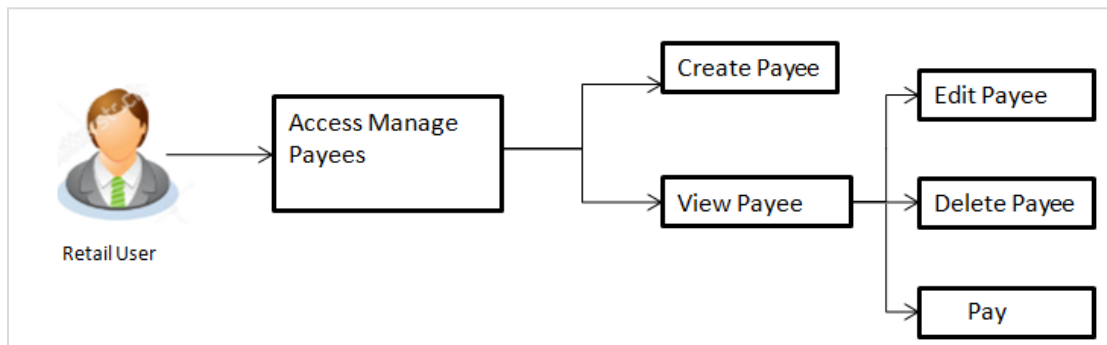 Create Payee
Edit Payee
Access Manage
Payees
View Payee
Delete Payee
Retail User
Pay